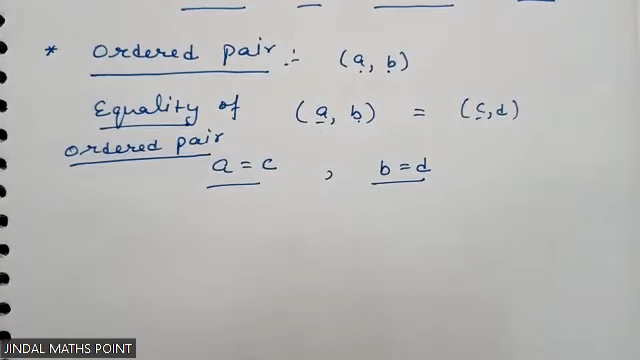 * Ordered pair :- (a, b)
Equality of (a, b) = (c, d)
ordered pair
a = c , b = d
JINDAL MATHS POINT